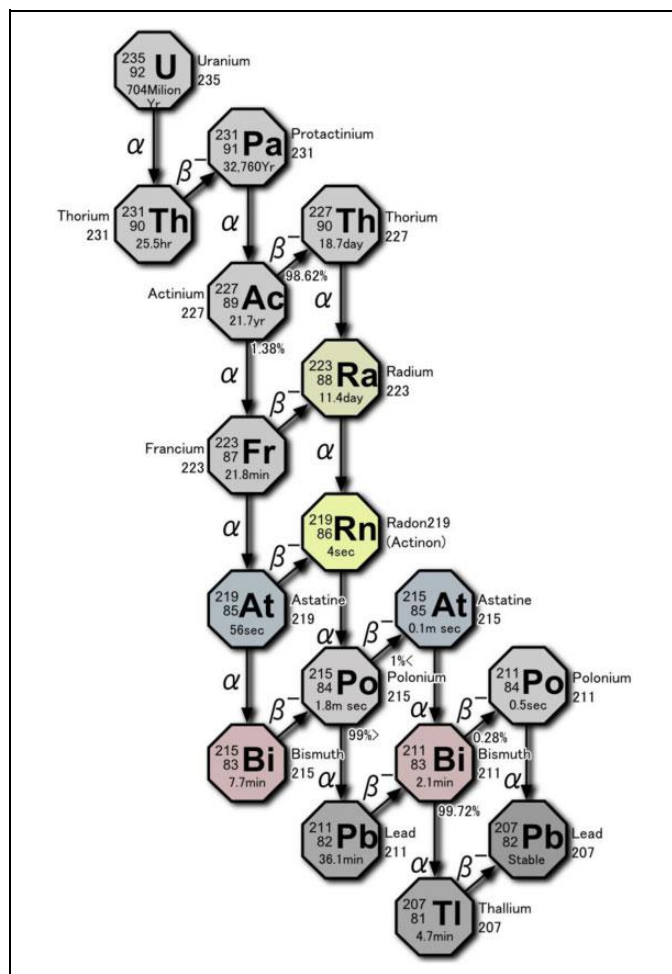 235
92 U
704Milion
Yr
Uranium
235
α
231
91 Pa
32,760Yr
Protactinium
231
β−
231
90 Th
25.5hr
Thorium
231
α
227
90 Th
18.7day
Thorium
227
β−
98.62%
227
89 Ac
21.7yr
Actinium
227
1.38%
α
α
223
88 Ra
11.4day
Radium
223
β−
223
87 Fr
21.8min
Francium
223
α
α
219
86 Rn
4sec
Radon219
(Actinon)
β−
219
85 At
56sec
Astatine
219
α
215
85 At
0.1m sec
Astatine
215
β−
1%<
α
215
84 Po
1.8m sec
Polonium
215
99%>
β−
215
83 Bi
7.7min
Bismuth
215
α
211
84 Po
0.5sec
Polonium
211
β−
0.28%
211
83 Bi
2.1min
Bismuth
211
99.72%
α
β−
211
82 Pb
36.1min
Lead
211
α
207
82 Pb
Stable
Lead
207
α
β−
207
81 Tl
4.7min
Thallium
207